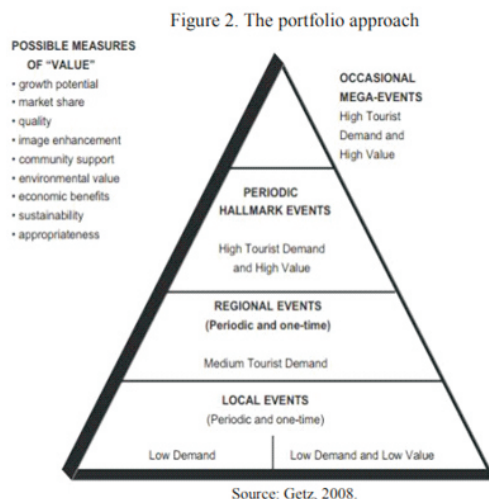 Figure 2. The portfolio approach
POSSIBLE MEASURES
OF “VALUE”
• growth potential
• market share
• quality
• image enhancement
• community support
• environmental value
• economic benefits
• sustainability
• appropriateness
OCCASIONAL
MEGA-EVENTS
High Tourist
Demand and
High Value
PERIODIC
HALLMARK EVENTS
High Tourist Demand
and High Value
REGIONAL EVENTS
(Periodic and one-time)
Medium Tourist Demand
LOCAL EVENTS
(Periodic and one-time)
Low Demand
Low Demand and Low Value
Source: Getz, 2008.